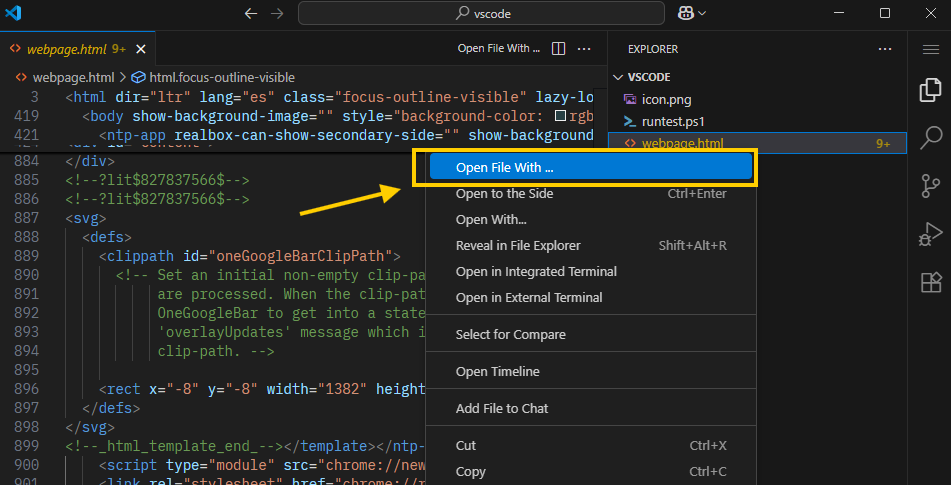 vscode
webpage.html 9+
Open File With ...
EXPLORER
webpage.html > html.focus-outline-visible
VSCODE
icon.png
runtest.ps1
webpage.html 9+
3 <html dir="ltr" lang="es" class="focus-outline-visible" lazy-lo
419 <body show-background-image="" style="background-color: rgb
421 <ntp-app realbox-can-show-secondary-side="" show-background
884 </div>
885 <!--?lit$827837566$-->
886 <!--?lit$827837566$-->
887 <svg>
888 <defs>
889 <clippath id="oneGoogleBarClipPath">
890 <!-- Set an initial non-empty clip-pa
891 are processed. When the clip-pat
892 OneGoogleBar to get into a state
893 'overlayUpdates' message which i
894 clip-path. -->
895
896 <rect x="-8" y="-8" width="1382" height
897 </defs>
898 </svg>
899 <!--_html_template_end_--></template></ntp-
900 <script type="module" src="chrome://new
901 <link rel="stylesheet" href="chrome://r
Open File With ...
Open to the Side Ctrl+Enter
Open With...
Reveal in File Explorer Shift+Alt+R
Open in Integrated Terminal
Open in External Terminal
Select for Compare
Open Timeline
Add File to Chat
Cut Ctrl+X
Copy Ctrl+C